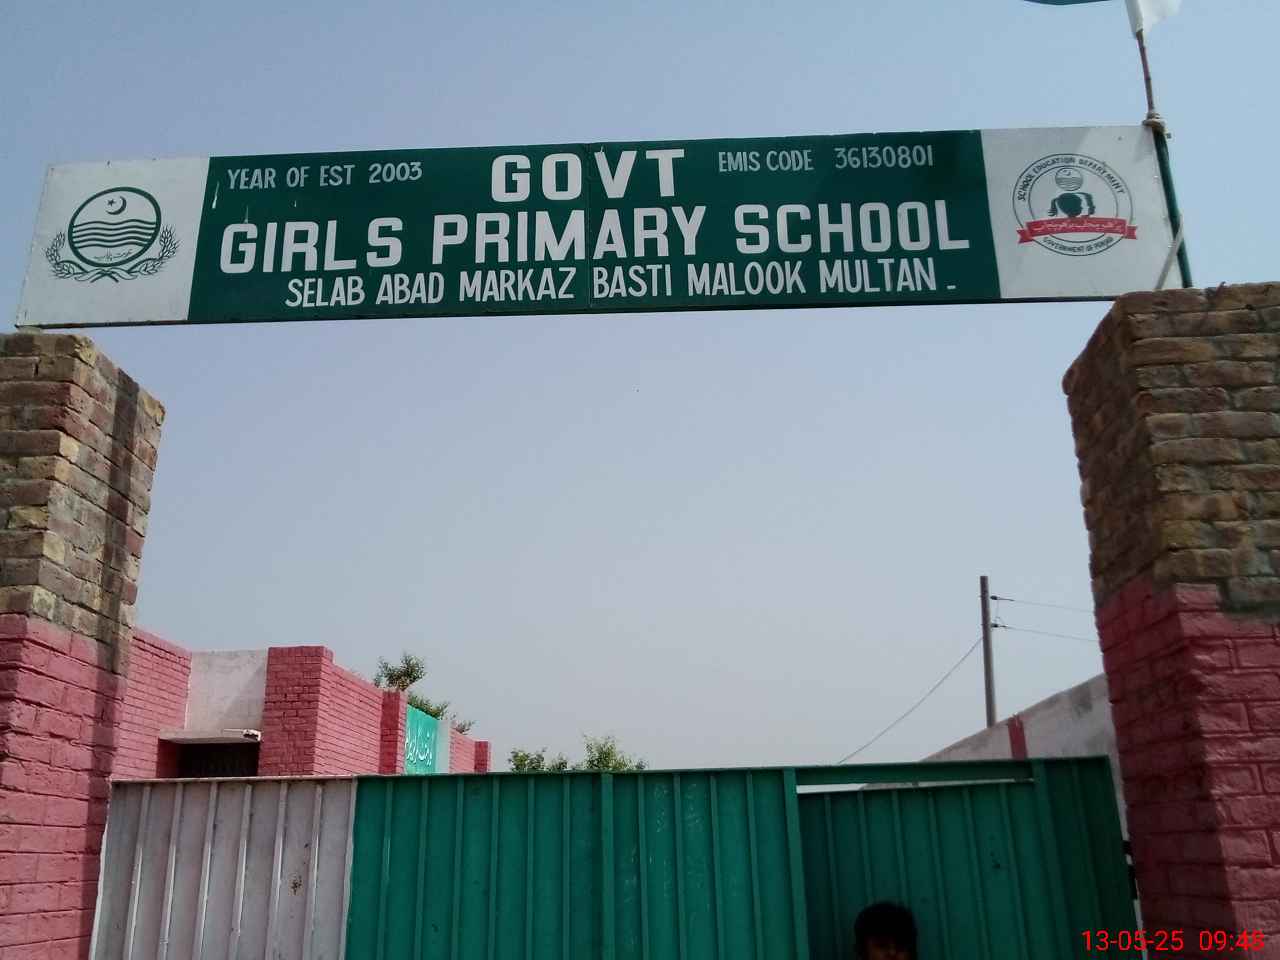 YEAR OF EST 2003
GOVT
EMIS CODE 36130801
GIRLS PRIMARY SCHOOL
SELAB ABAD MARKAZ BASTI MALOOK MULTAN
SCHOOL EDUCATION DEPARTMENT
GOVERNMENT OF PUNJAB
13-05-25 09:45